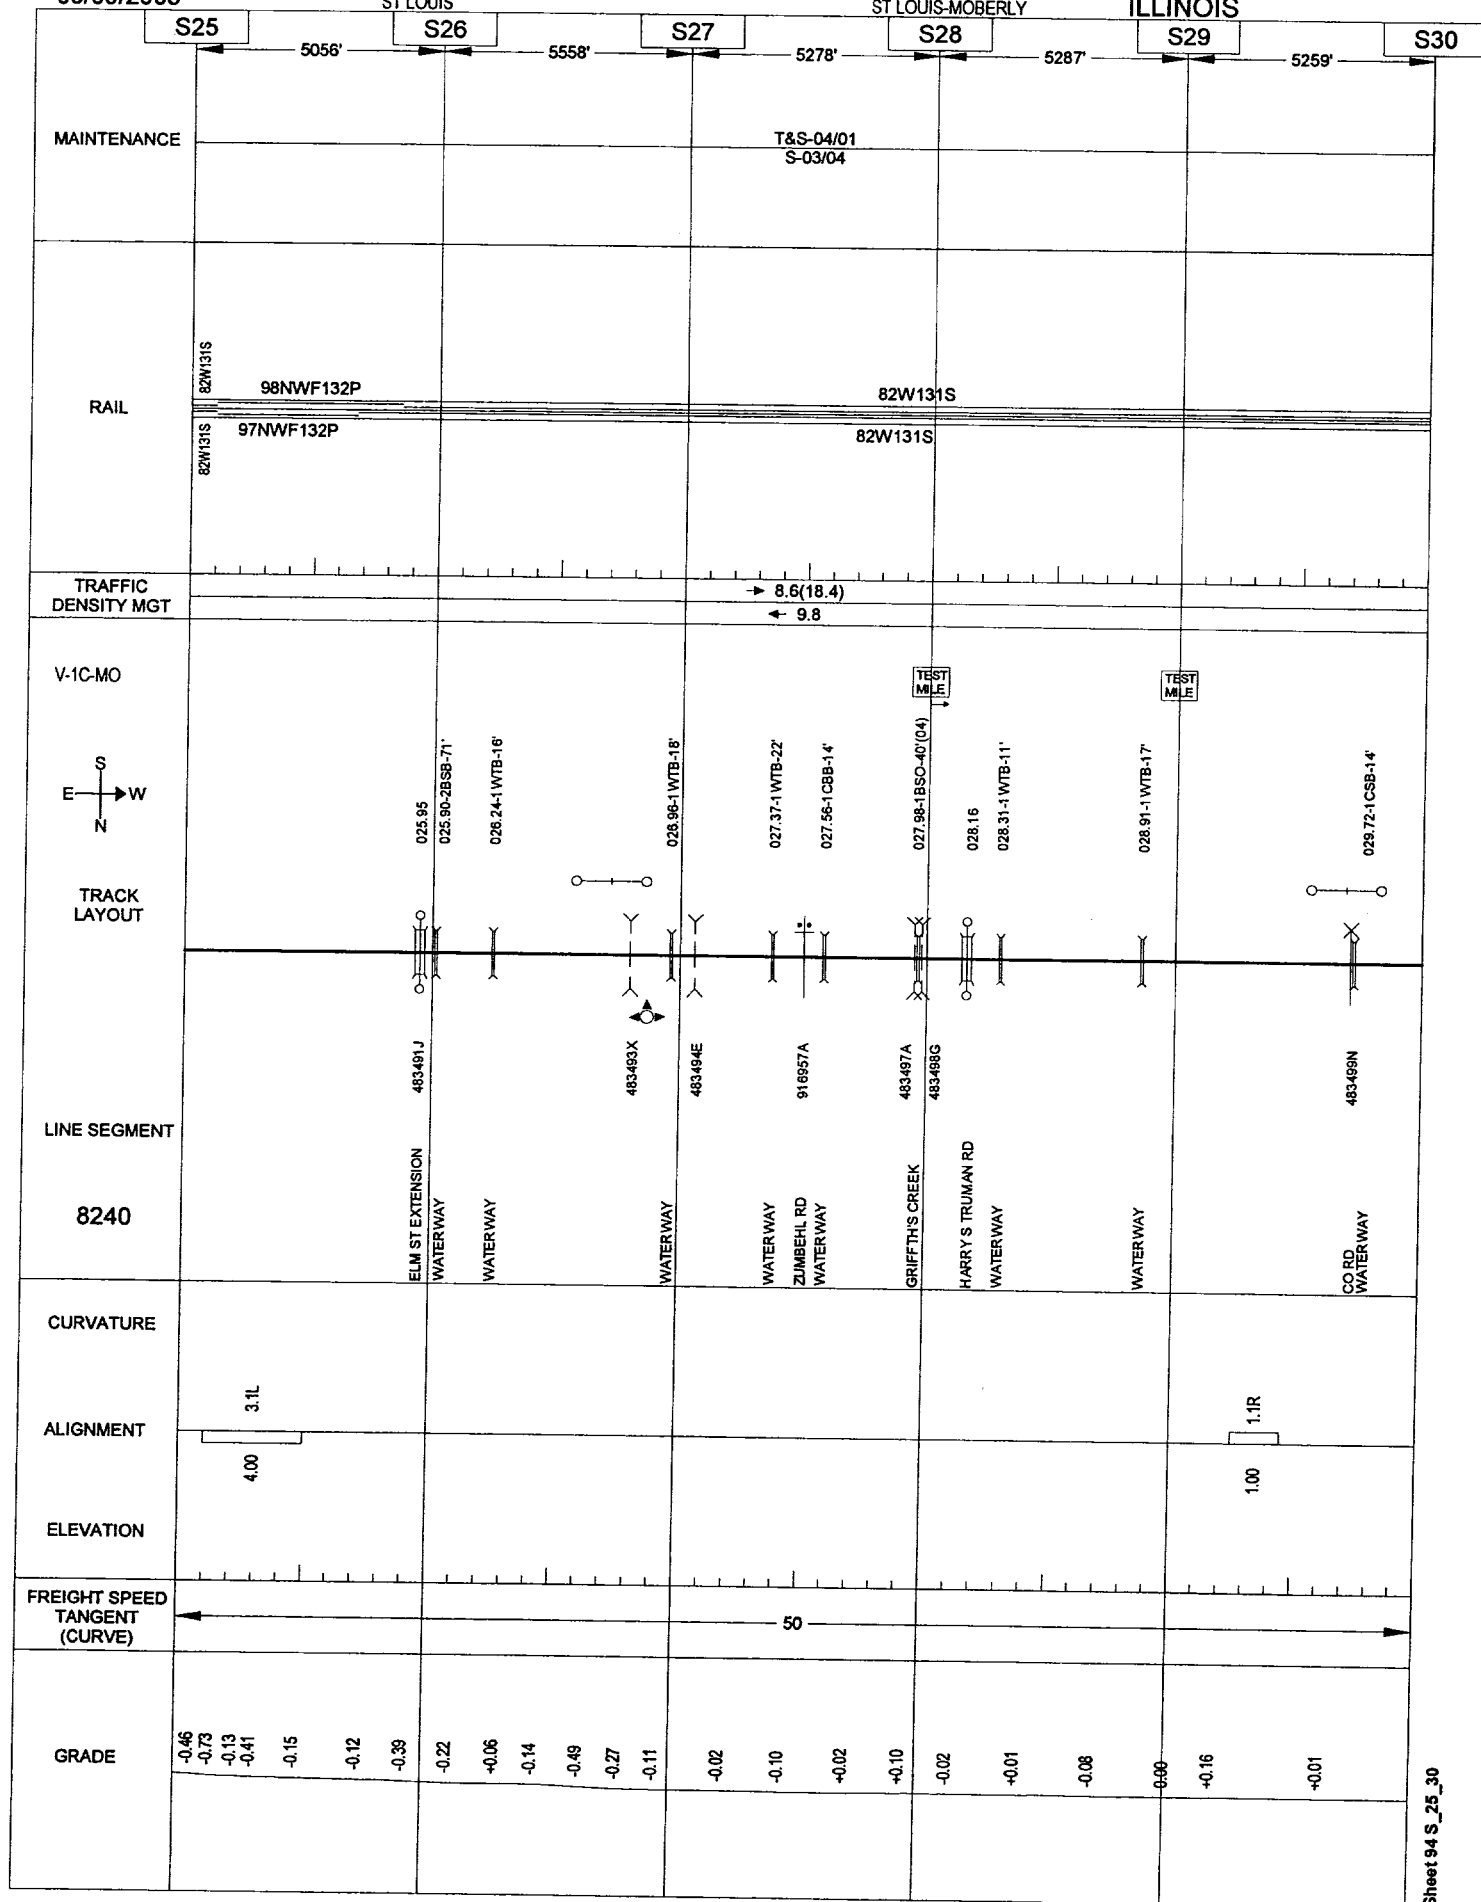 ST LOUIS
ST LOUIS-MOBERLY
ILLINOIS
S25
S26
S27
S28
S29
S30
5056'
5558'
5278'
5287'
5259'
MAINTENANCE
T&S-04/01
S-03/04
RAIL
82W131S
98NWF132P
82W131S
82W131S
97NWF132P
82W131S
TRAFFIC
DENSITY MGT
8.6(18.4)
9.8
V-1C-MO
TEST
MILE
TEST
MILE
S
E
W
N
025.95
025.90-2BSB-71'
026.24-1WTB-16'
026.96-1WTB-18'
027.37-1WTB-22'
027.56-1CBB-14'
027.98-1BSO-40'(04)
028.16
028.31-1WTB-11'
028.91-1WTB-17'
029.72-1CSB-14'
TRACK
LAYOUT
483491J
483493X
483494E
916957A
483497A
483498G
483499N
LINE SEGMENT
8240
ELM ST EXTENSION
WATERWAY
WATERWAY
WATERWAY
WATERWAY
ZUMBEHL RD
WATERWAY
GRIFFTH'S CREEK
HARRY S TRUMAN RD
WATERWAY
WATERWAY
CO RD
WATERWAY
CURVATURE
3.1L
1.1R
ALIGNMENT
4.00
1.00
ELEVATION
FREIGHT SPEED
TANGENT
(CURVE)
50
GRADE
-0.46
-0.73
-0.13
-0.41
-0.15
-0.12
-0.39
-0.22
+0.06
-0.14
-0.49
-0.27
-0.11
-0.02
-0.10
+0.02
+0.10
-0.02
+0.01
-0.08
0.00
+0.16
+0.01
Sheet 94 S_25_30